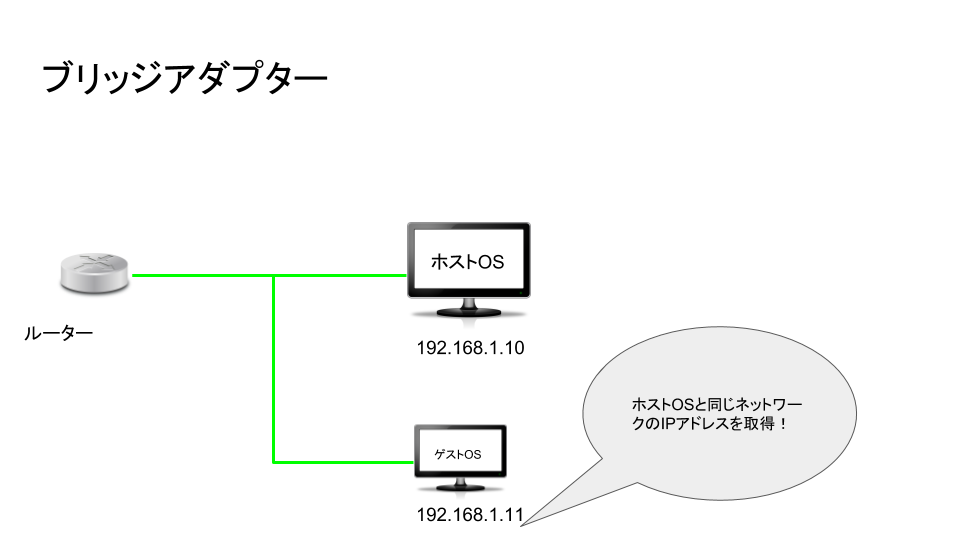 ブリッジアダプター
ホストOS
ルーター
192.168.1.10
ホストOSと同じネットワー
クのIPアドレスを取得！
ゲストOS
192.168.1.11